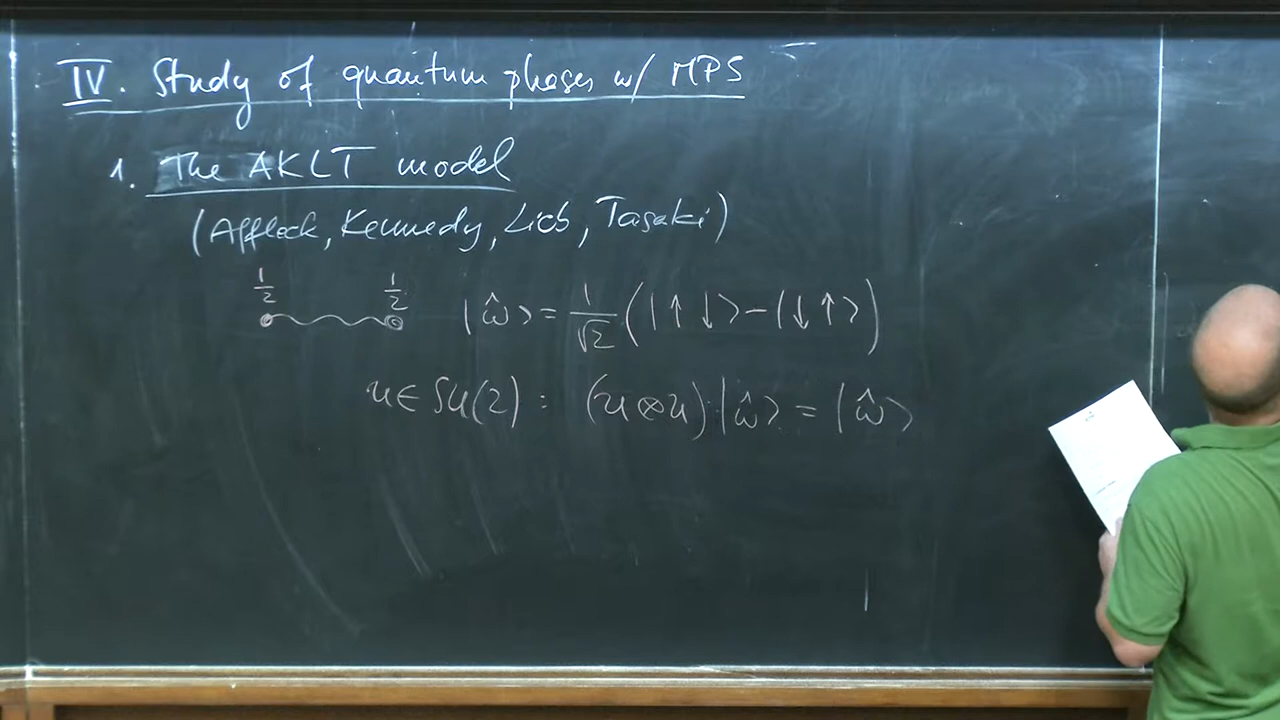 IV. Study of quantum phases w/ MPS
1. The AKLT model
(Affleck, Kennedy, Lieb, Tasaki)
1/2 1/2 |ω̂> = 1/√2 (|↑↓> - |↓↑>)
u ∈ SU(2) : (u ⊗ u) · |ω̂> = |ω̂>